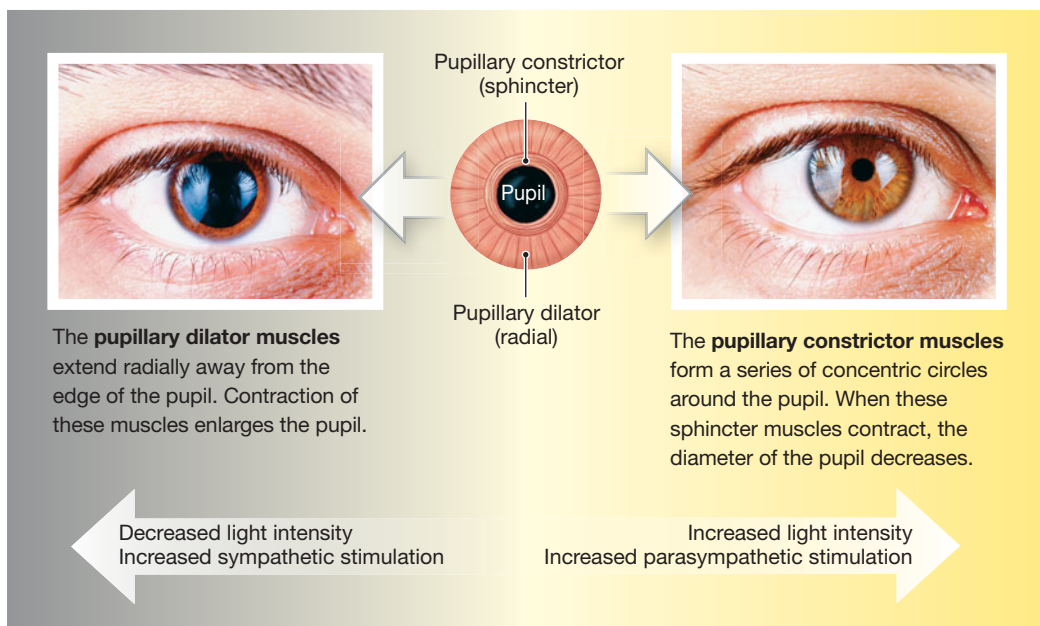 Pupillary constrictor
(sphincter)
Pupil
Pupillary dilator
(radial)
The pupillary dilator muscles
extend radially away from the
edge of the pupil. Contraction of
these muscles enlarges the pupil.
The pupillary constrictor muscles
form a series of concentric circles
around the pupil. When these
sphincter muscles contract, the
diameter of the pupil decreases.
Decreased light intensity
Increased sympathetic stimulation
Increased light intensity
Increased parasympathetic stimulation